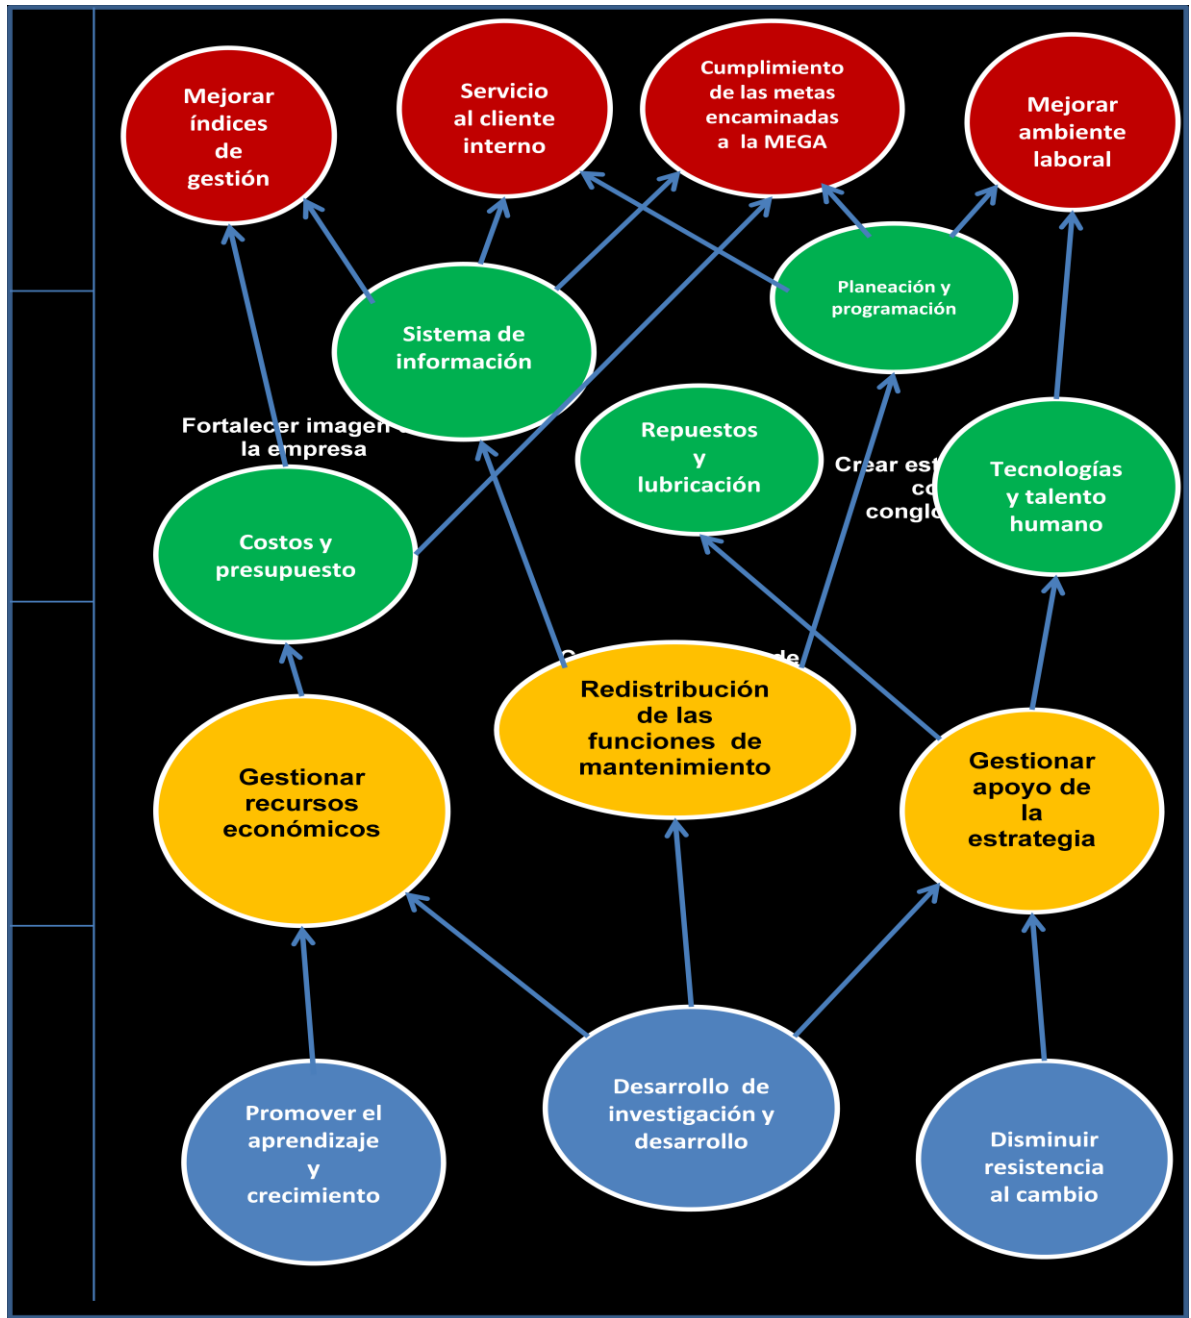 Mejorar
índices
de
gestión
Servicio
al cliente
interno
Cumplimiento
de las metas
encaminadas
a la MEGA
Mejorar
ambiente
laboral
Sistema de
información
Planeación y
programación
Fortalecer imagen
la empresa
Costos y
presupuesto
Repuestos
y
lubricación
Crear
Tecnologías
y talento
humano
de
Gestionar
recursos
económicos
Redistribución
de las
funciones de
mantenimiento
Gestionar
apoyo de
la
estrategia
Promover el
aprendizaje
y
crecimiento
Desarrollo de
investigación y
desarrollo
Disminuir
resistencia
al cambio